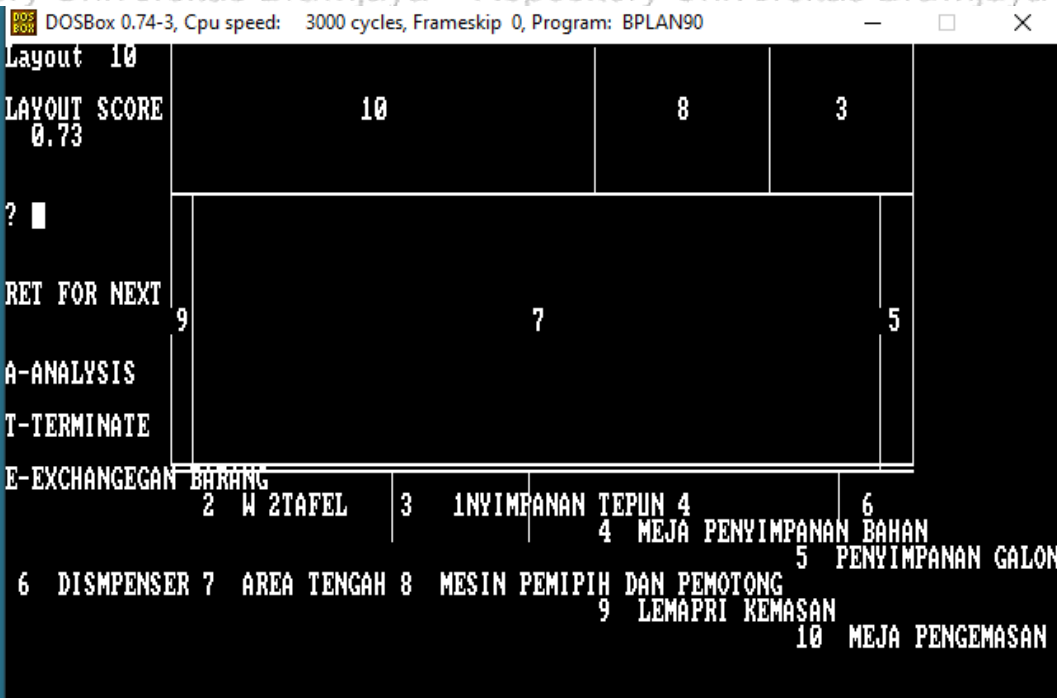 DOSBox 0.74-3, Cpu speed: 3000 cycles, Frameskip 0, Program: BPLAN90
Layout 10
LAYOUT SCORE 10 8 3
0.73
?
RET FOR NEXT
9 7 5
A-ANALYSIS
T-TERMINATE
E-EXCHANGEGAN BARANG
2 W 2TAFEL 3 1NYIMPANAN TEPUN 4 6
4 MEJA PENYIMPANAN BAHAN
5 PENYIMPANAN GALON
6 DISMPENSER 7 AREA TENGAH 8 MESIN PEMIPIH DAN PEMOTONG
9 LEMAPRI KEMASAN
10 MEJA PENGEMASAN